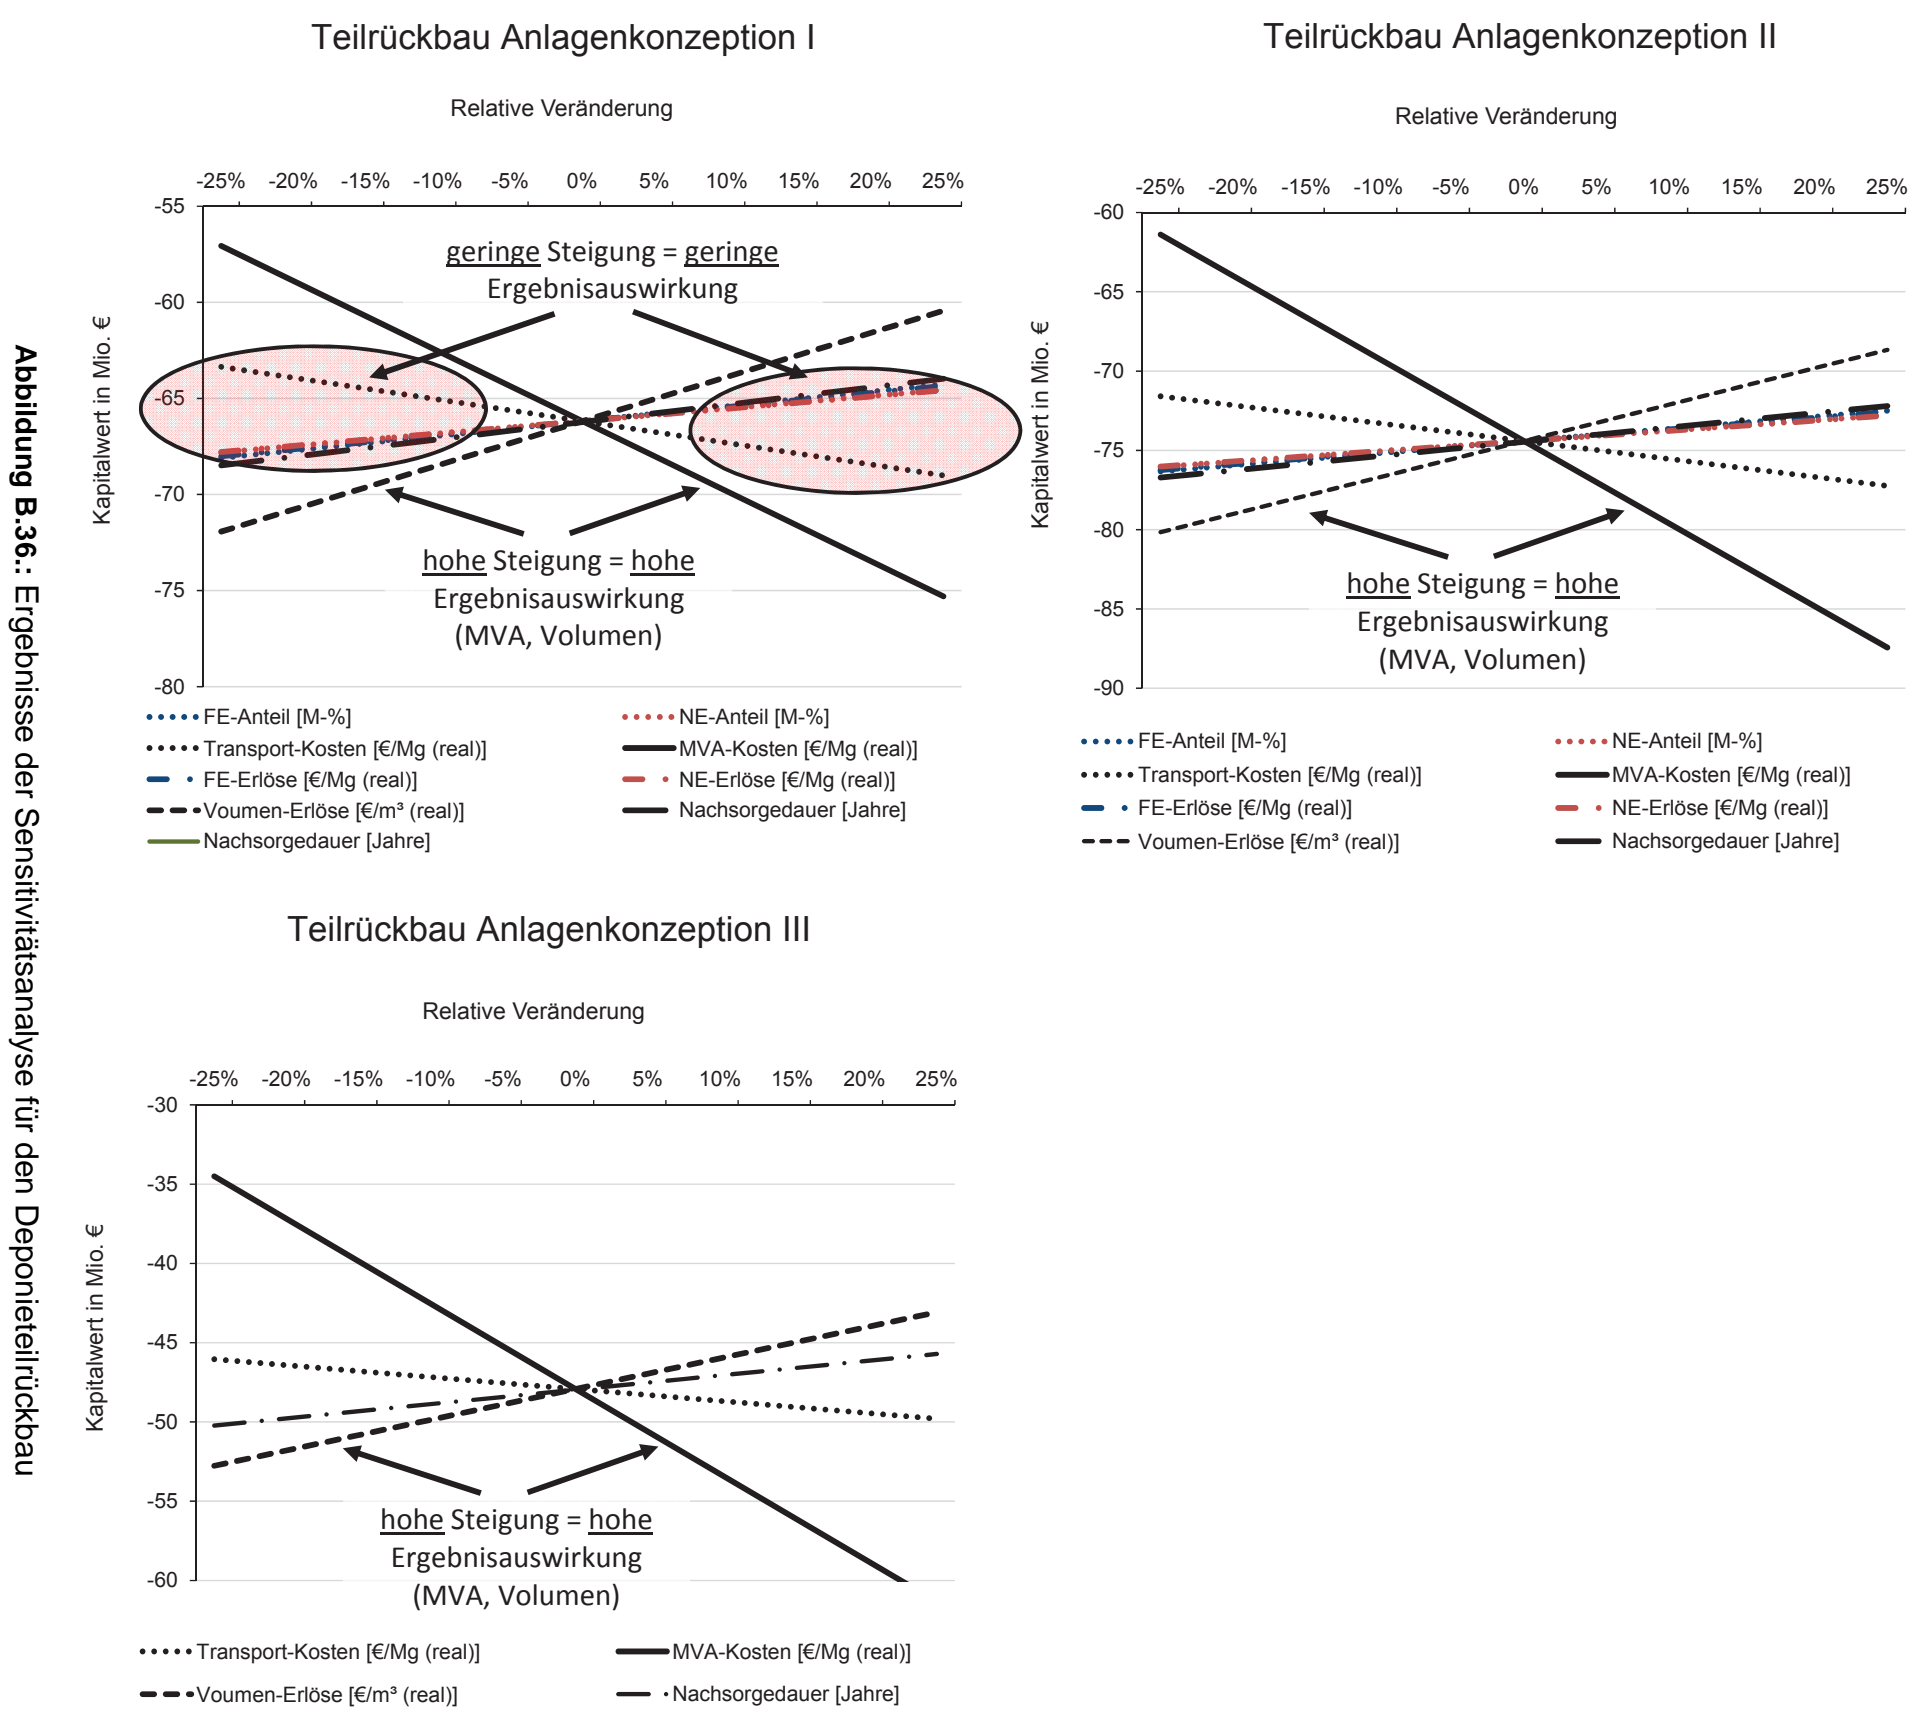 Teilrückbau Anlagenkonzeption I
Relative Veränderung
-25% -20% -15% -10% -5% 0% 5% 10% 15% 20% 25%
-55
-60
-65
-70
-75
-80
Kapitalwert in Mio. €
geringe Steigung = geringe
Ergebnisauswirkung
hohe Steigung = hohe
Ergebnisauswirkung
(MVA, Volumen)
FE-Anteil [M-%]
NE-Anteil [M-%]
Transport-Kosten [€/Mg (real)]
MVA-Kosten [€/Mg (real)]
FE-Erlöse [€/Mg (real)]
NE-Erlöse [€/Mg (real)]
Voumen-Erlöse [€/m³ (real)]
Nachsorgedauer [Jahre]
Nachsorgedauer [Jahre]
Teilrückbau Anlagenkonzeption II
Relative Veränderung
-25% -20% -15% -10% -5% 0% 5% 10% 15% 20% 25%
-60
-65
-70
-75
-80
-85
-90
Kapitalwert in Mio. €
hohe Steigung = hohe
Ergebnisauswirkung
(MVA, Volumen)
FE-Anteil [M-%]
NE-Anteil [M-%]
Transport-Kosten [€/Mg (real)]
MVA-Kosten [€/Mg (real)]
FE-Erlöse [€/Mg (real)]
NE-Erlöse [€/Mg (real)]
Voumen-Erlöse [€/m³ (real)]
Nachsorgedauer [Jahre]
Teilrückbau Anlagenkonzeption III
Relative Veränderung
-25% -20% -15% -10% -5% 0% 5% 10% 15% 20% 25%
-30
-35
-40
-45
-50
-55
-60
Kapitalwert in Mio. €
hohe Steigung = hohe
Ergebnisauswirkung
(MVA, Volumen)
Transport-Kosten [€/Mg (real)]
MVA-Kosten [€/Mg (real)]
Voumen-Erlöse [€/m³ (real)]
Nachsorgedauer [Jahre]
Abbildung B.36.: Ergebnisse der Sensitivitätsanalyse für den Deponieteilrückbau